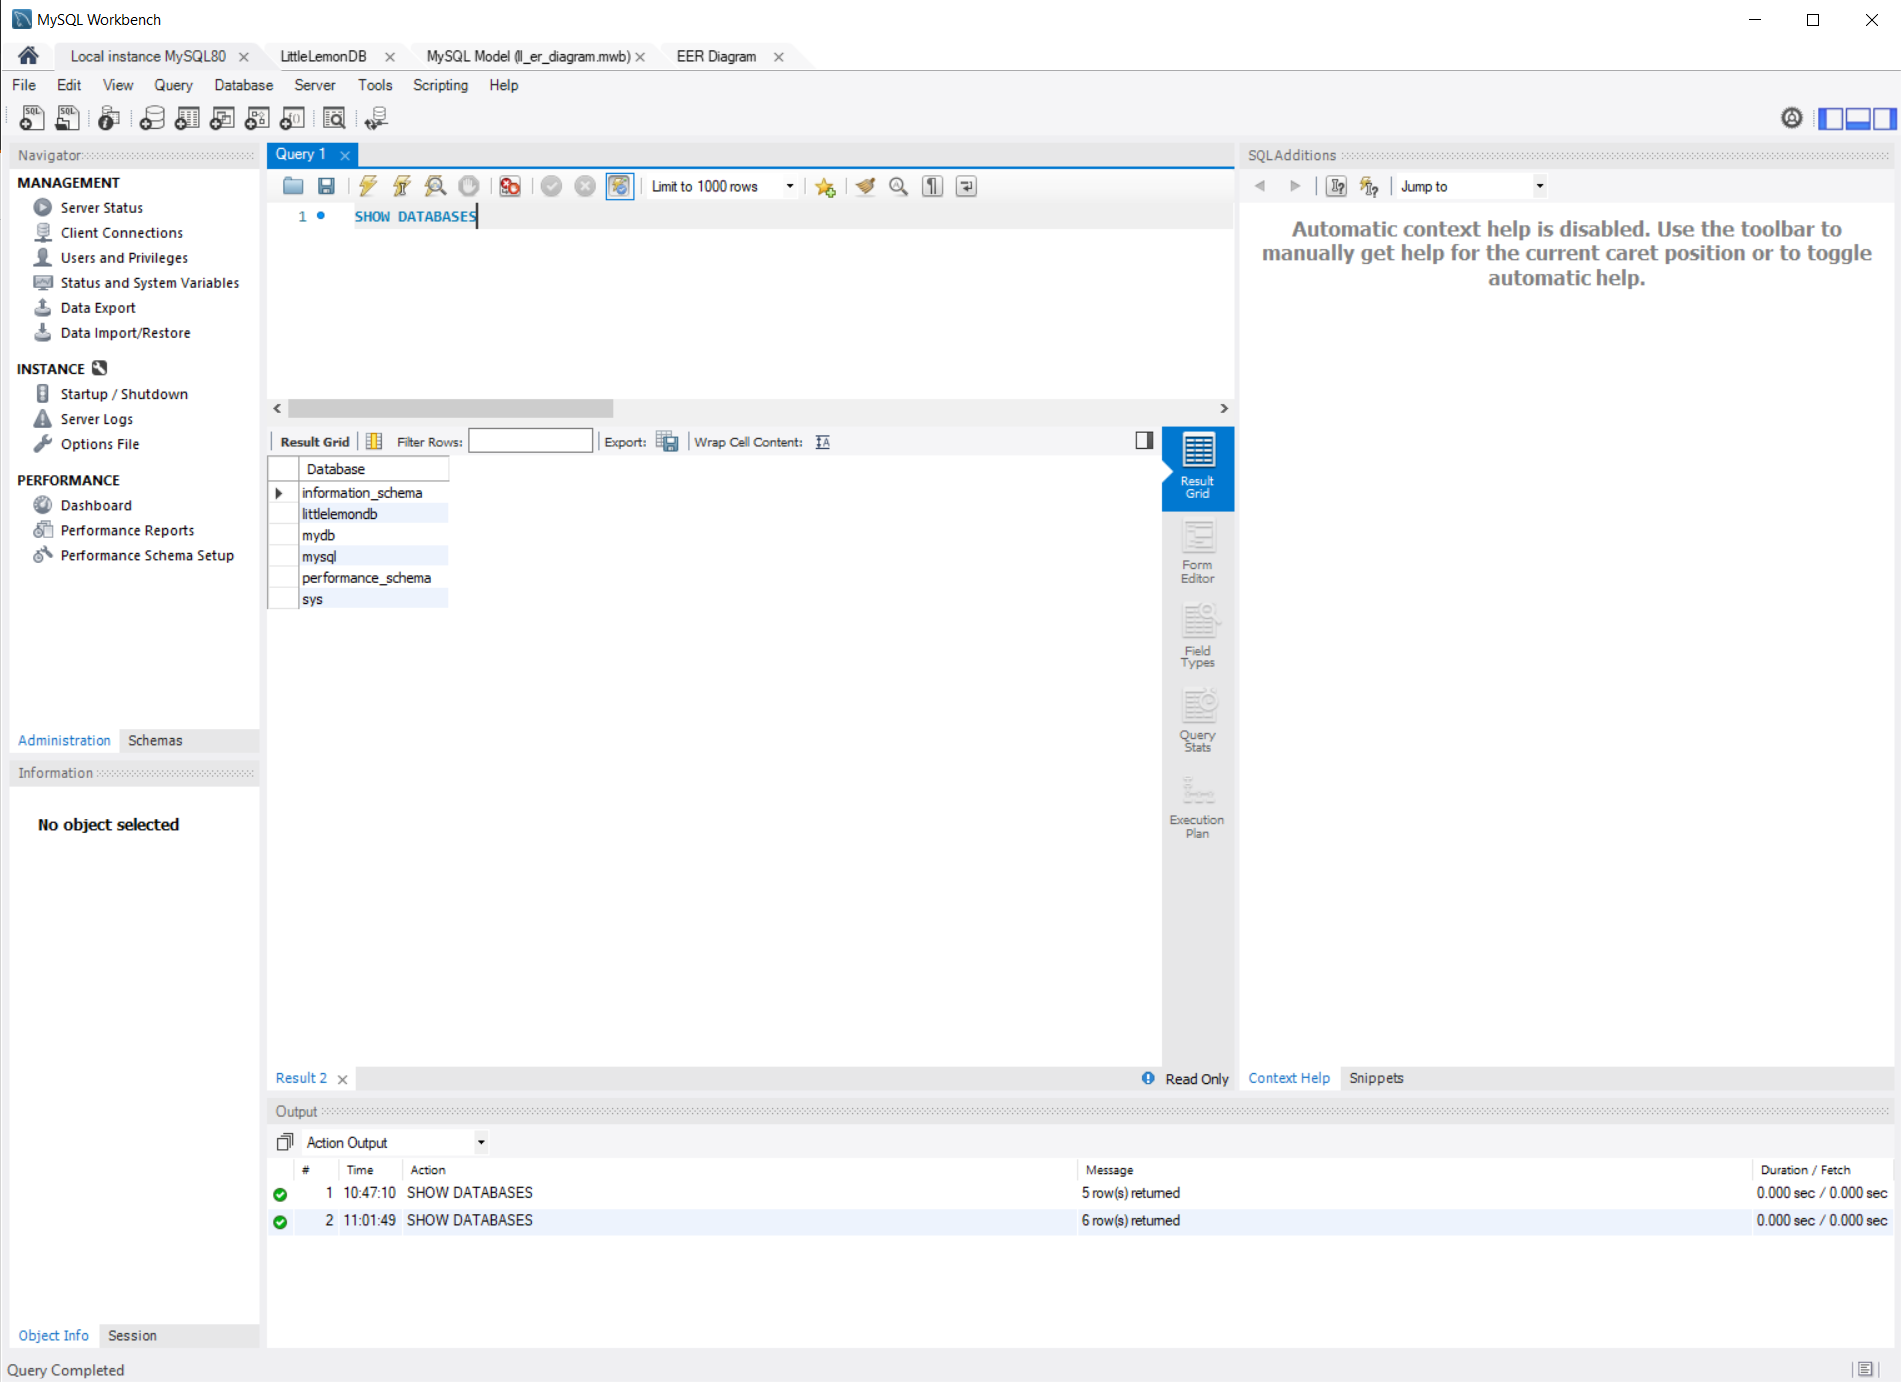 MySQL Workbench
Local instance MySQL80
LittleLemonDB
MySQL Model (ll_er_diagram.mwb)
EER Diagram
File Edit View Query Database Server Tools Scripting Help
Navigator
MANAGEMENT
Server Status
Client Connections
Users and Privileges
Status and System Variables
Data Export
Data Import/Restore
INSTANCE
Startup / Shutdown
Server Logs
Options File
PERFORMANCE
Dashboard
Performance Reports
Performance Schema Setup
Administration Schemas
Information
No object selected
Object Info Session
Query 1
Limit to 1000 rows
1 SHOW DATABASES
Result Grid Filter Rows: Export: Wrap Cell Content:
Database
information_schema
littlelemondb
mydb
mysql
performance_schema
sys
Result
Grid
Form
Editor
Field
Types
Query
Stats
Execution
Plan
Result 2
Read Only
SQLAdditions
Jump to
Automatic context help is disabled. Use the toolbar to
manually get help for the current caret position or to toggle
automatic help.
Context Help Snippets
Output
Action Output
# Time Action Message Duration / Fetch
1 10:47:10 SHOW DATABASES 5 row(s) returned 0.000 sec / 0.000 sec
2 11:01:49 SHOW DATABASES 6 row(s) returned 0.000 sec / 0.000 sec
Query Completed